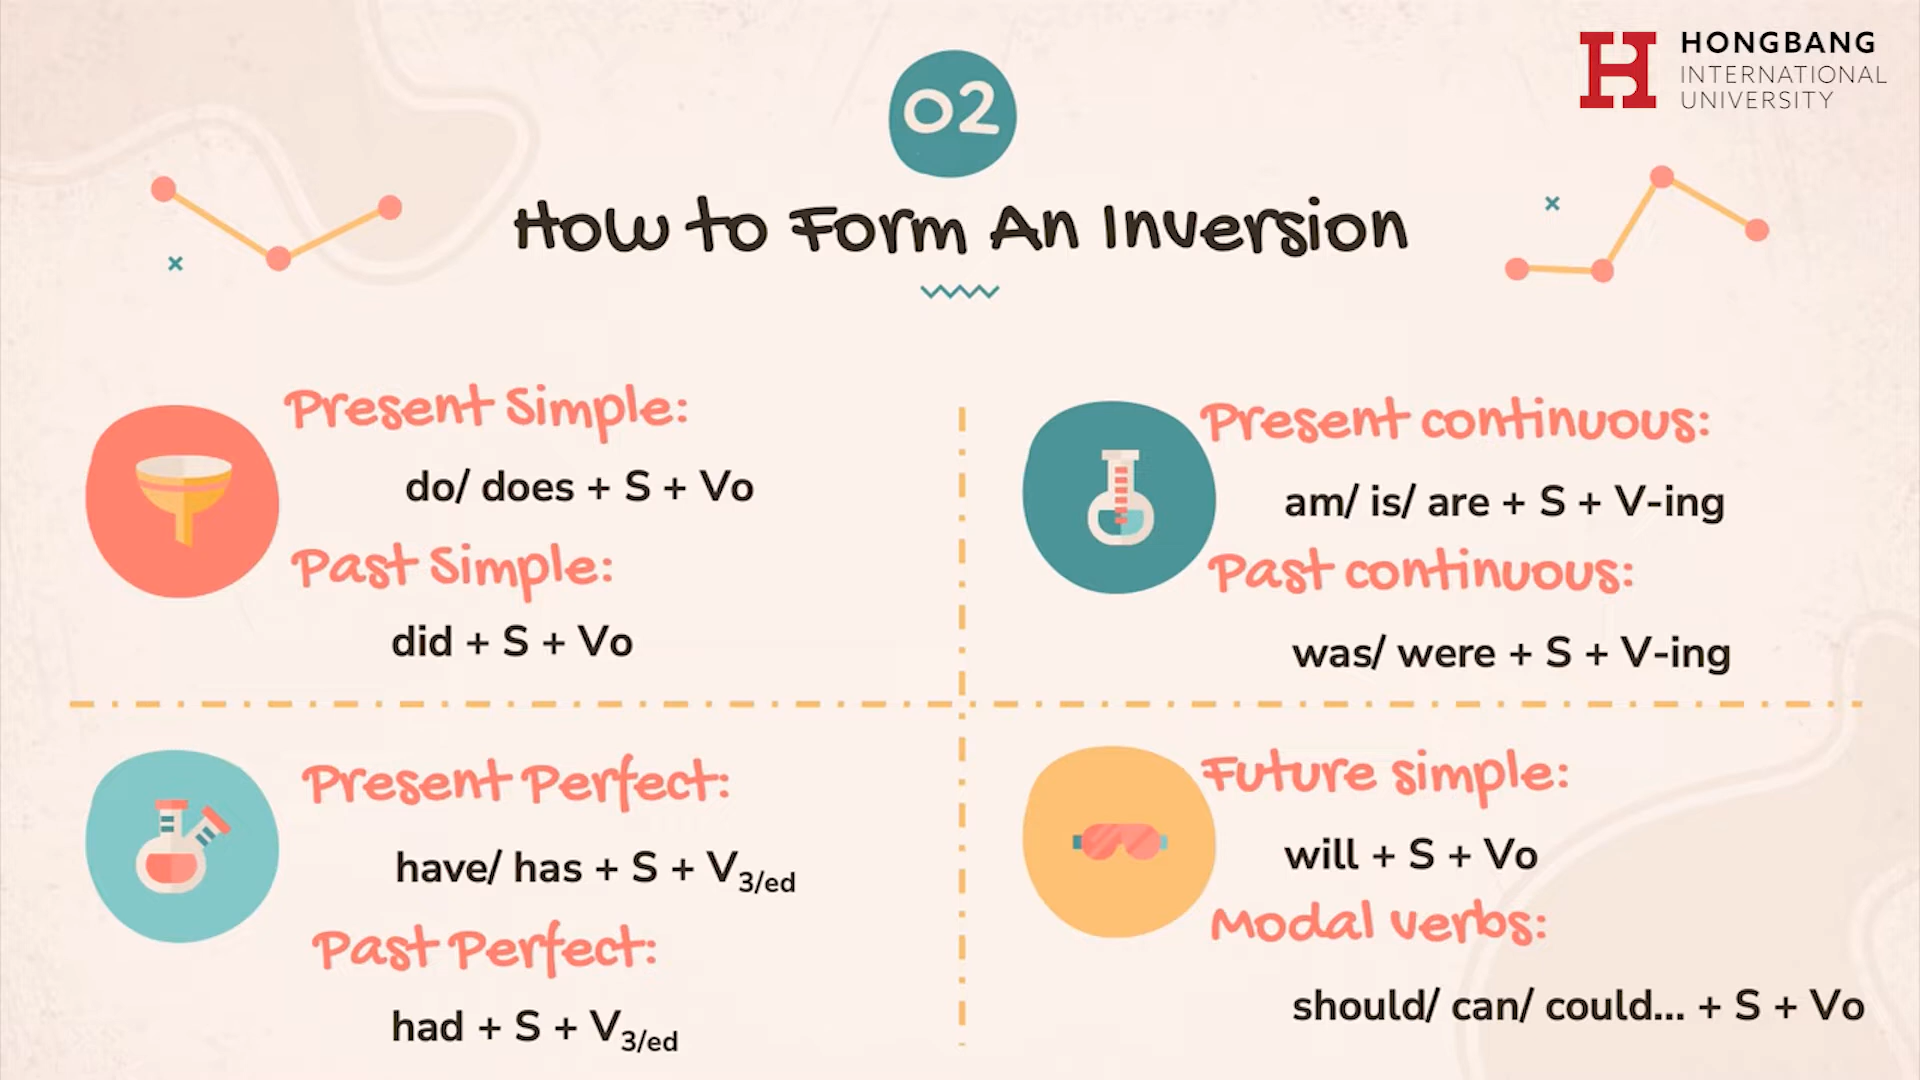 HONGBANG
INTERNATIONAL
UNIVERSITY
02
How to Form An Inversion
Present Simple:
do/ does + S + Vo
Past Simple:
did + S + Vo
Present continuous:
am/ is/ are + S + V-ing
Past continuous:
was/ were + S + V-ing
Present Perfect:
have/ has + S + V3/ed
Past Perfect:
had + S + V3/ed
Future simple:
will + S + Vo
Modal verbs:
should/ can/ could... + S + Vo